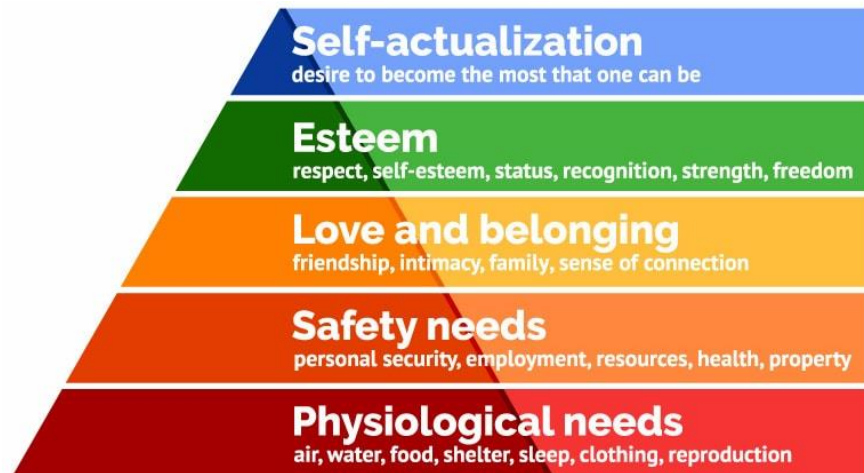 Self-actualization
desire to become the most that one can be
Esteem
respect, self-esteem, status, recognition, strength, freedom
Love and belonging
friendship, intimacy, family, sense of connection
Safety needs
personal security, employment, resources, health, property
Physiological needs
air, water, food, shelter, sleep, clothing, reproduction